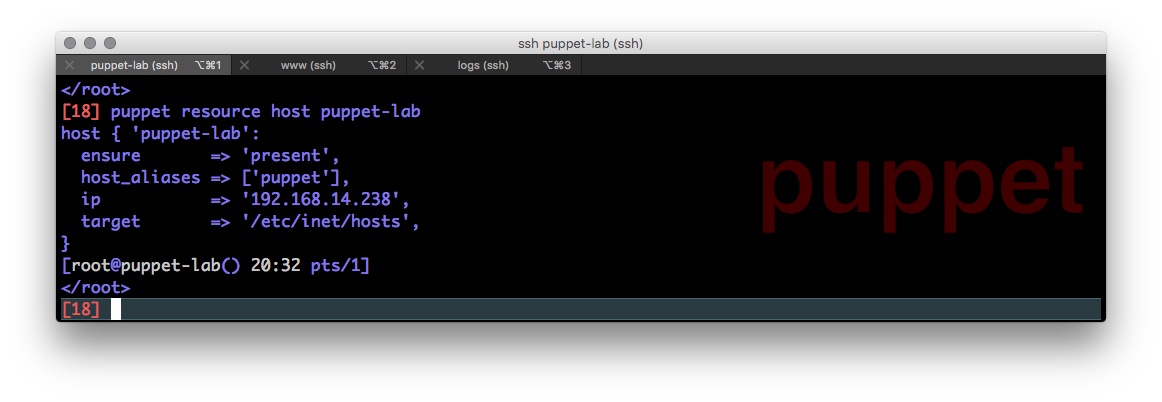 ssh puppet-lab (ssh)
puppet-lab (ssh) ⌥⌘1 www (ssh) ⌥⌘2 logs (ssh) ⌥⌘3
</root>
[18] puppet resource host puppet-lab
host { 'puppet-lab':
  ensure       => 'present',
  host_aliases => ['puppet'],
  ip           => '192.168.14.238',
  target       => '/etc/inet/hosts',
}
puppet
[root@puppet-lab() 20:32 pts/1]
</root>
[18]